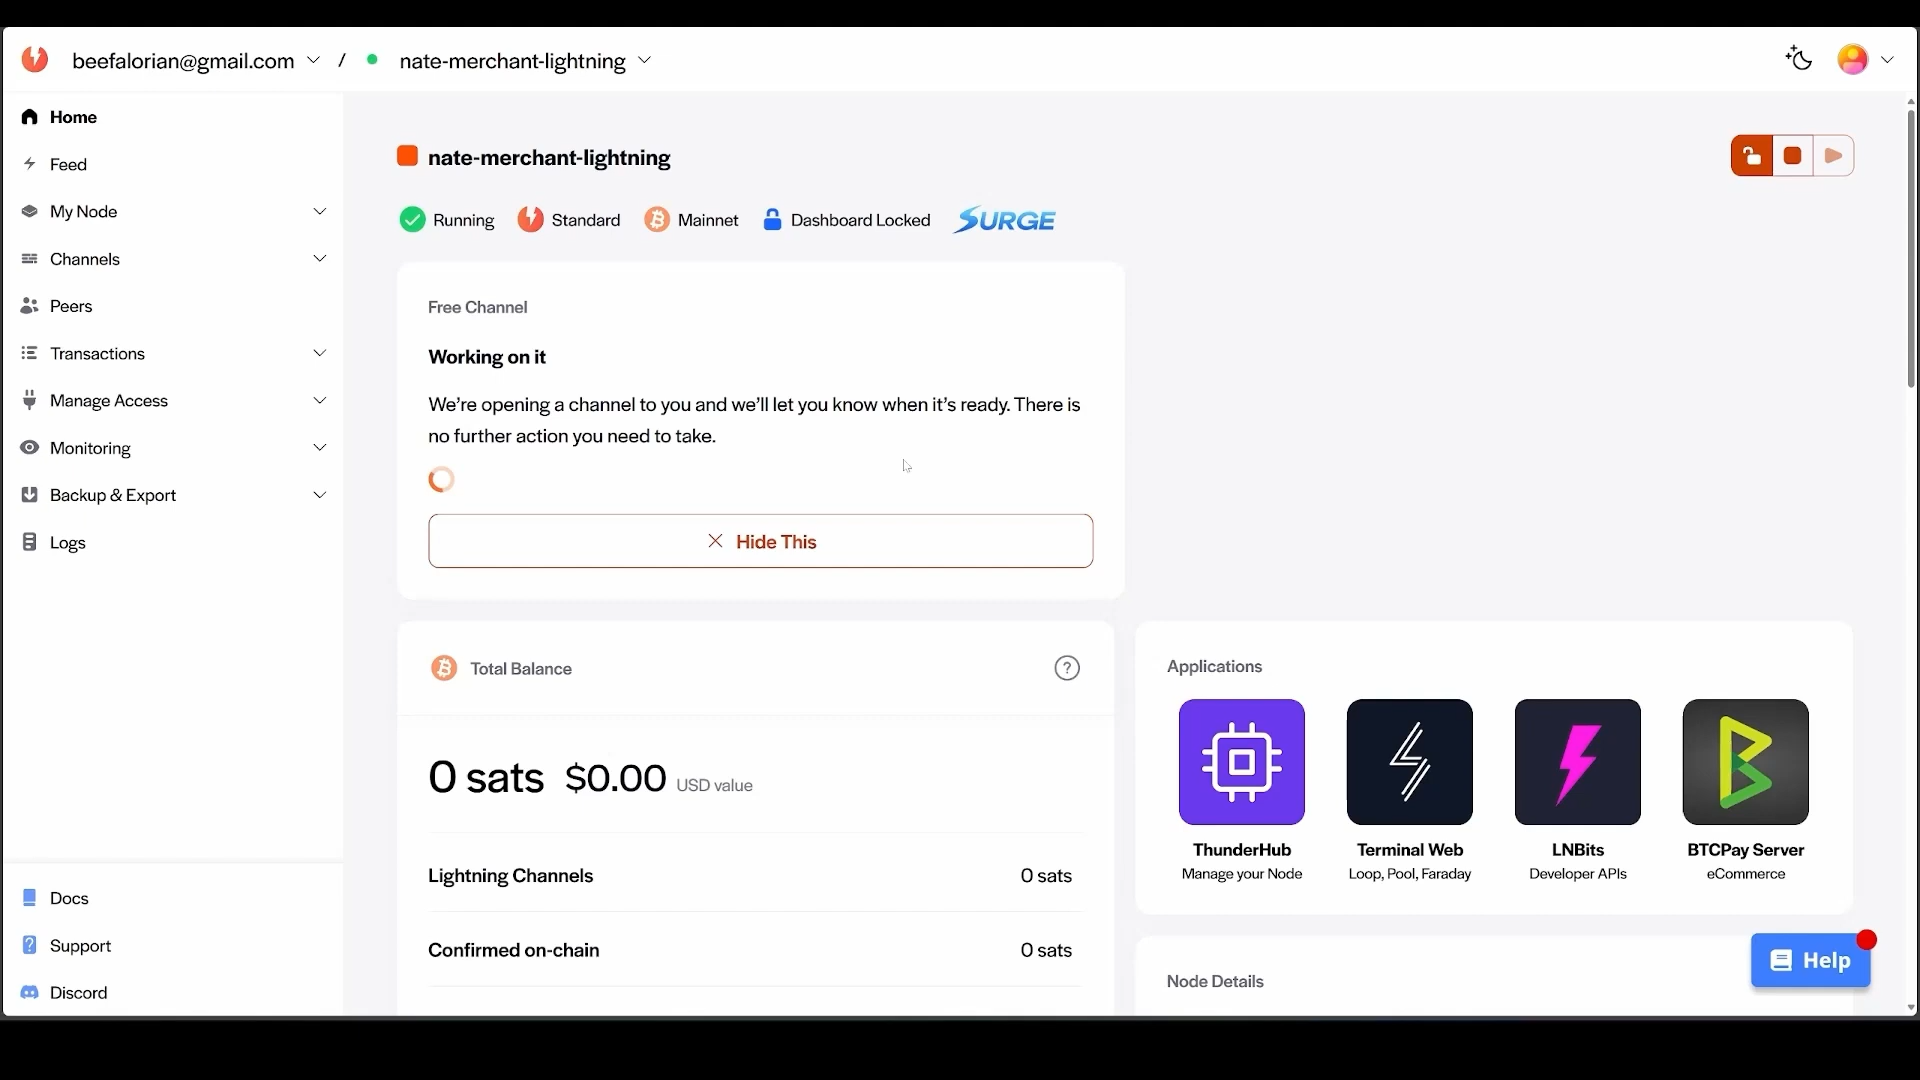 beefalorian@gmail.com / nate-merchant-lightning
Home
Feed
My Node
Channels
Peers
Transactions
Manage Access
Monitoring
Backup & Export
Logs
Docs
Support
Discord
nate-merchant-lightning
Running Standard Mainnet Dashboard Locked SURGE
Free Channel
Working on it
We're opening a channel to you and we'll let you know when it's ready. There is
no further action you need to take.
Hide This
Total Balance ?
0 sats $0.00 USD value
Lightning Channels 0 sats
Confirmed on-chain 0 sats
Applications
ThunderHub
Manage your Node
Terminal Web
Loop, Pool, Faraday
LNBits
Developer APIs
BTCPay Server
eCommerce
Node Details
Help